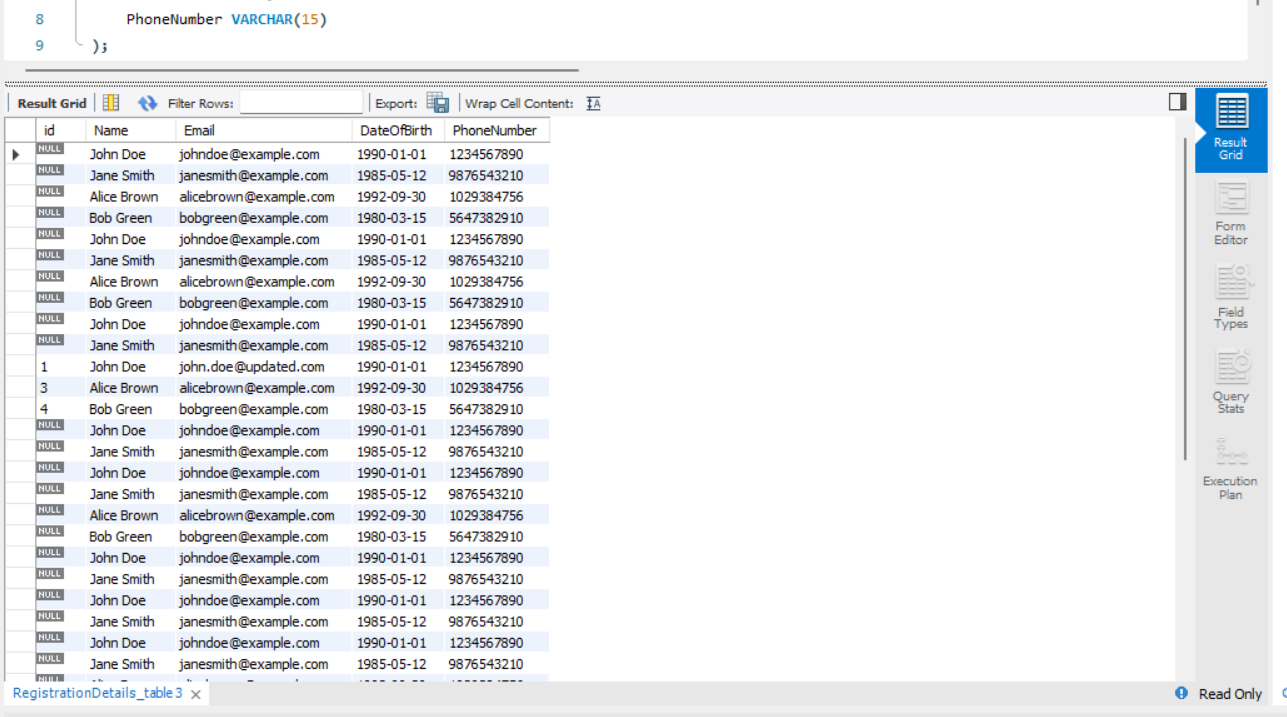 8 PhoneNumber VARCHAR(15)
9 );
Result Grid Filter Rows: Export: Wrap Cell Content: IA
id Name Email DateOfBirth PhoneNumber
NULL John Doe johndoe@example.com 1990-01-01 1234567890
NULL Jane Smith janesmith@example.com 1985-05-12 9876543210
NULL Alice Brown alicebrown@example.com 1992-09-30 1029384756
NULL Bob Green bobgreen@example.com 1980-03-15 5647382910
NULL John Doe johndoe@example.com 1990-01-01 1234567890
NULL Jane Smith janesmith@example.com 1985-05-12 9876543210
NULL Alice Brown alicebrown@example.com 1992-09-30 1029384756
NULL Bob Green bobgreen@example.com 1980-03-15 5647382910
NULL John Doe johndoe@example.com 1990-01-01 1234567890
NULL Jane Smith janesmith@example.com 1985-05-12 9876543210
1 John Doe john.doe@updated.com 1990-01-01 1234567890
3 Alice Brown alicebrown@example.com 1992-09-30 1029384756
4 Bob Green bobgreen@example.com 1980-03-15 5647382910
NULL John Doe johndoe@example.com 1990-01-01 1234567890
NULL Jane Smith janesmith@example.com 1985-05-12 9876543210
NULL John Doe johndoe@example.com 1990-01-01 1234567890
NULL Jane Smith janesmith@example.com 1985-05-12 9876543210
NULL Alice Brown alicebrown@example.com 1992-09-30 1029384756
NULL Bob Green bobgreen@example.com 1980-03-15 5647382910
NULL John Doe johndoe@example.com 1990-01-01 1234567890
NULL Jane Smith janesmith@example.com 1985-05-12 9876543210
NULL John Doe johndoe@example.com 1990-01-01 1234567890
NULL Jane Smith janesmith@example.com 1985-05-12 9876543210
NULL John Doe johndoe@example.com 1990-01-01 1234567890
NULL Jane Smith janesmith@example.com 1985-05-12 9876543210
Result
Grid
Form
Editor
Field
Types
Query
Stats
Execution
Plan
RegistrationDetails_table3 Read Only